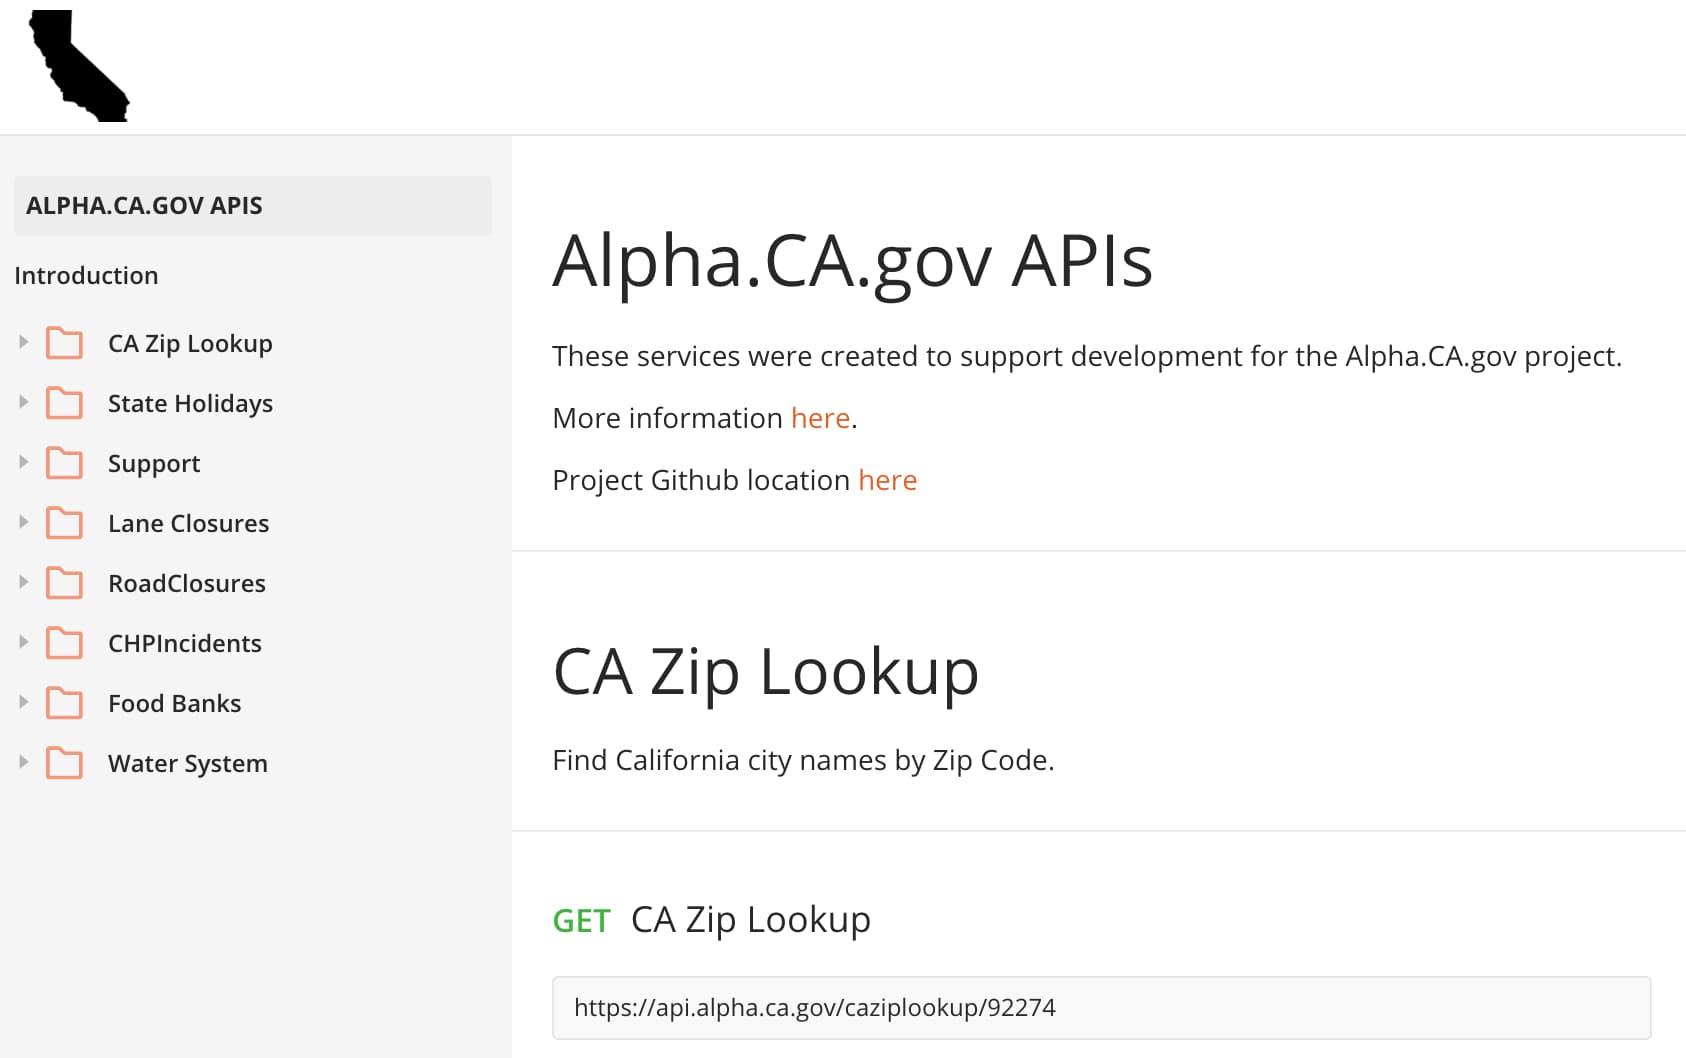 ALPHA.CA.GOV APIS
Introduction
CA Zip Lookup
State Holidays
Support
Lane Closures
RoadClosures
CHPIncidents
Food Banks
Water System
Alpha.CA.gov APIs
These services were created to support development for the Alpha.CA.gov project.
More information here.
Project Github location here
CA Zip Lookup
Find California city names by Zip Code.
GET CA Zip Lookup
https://api.alpha.ca.gov/caziplookup/92274